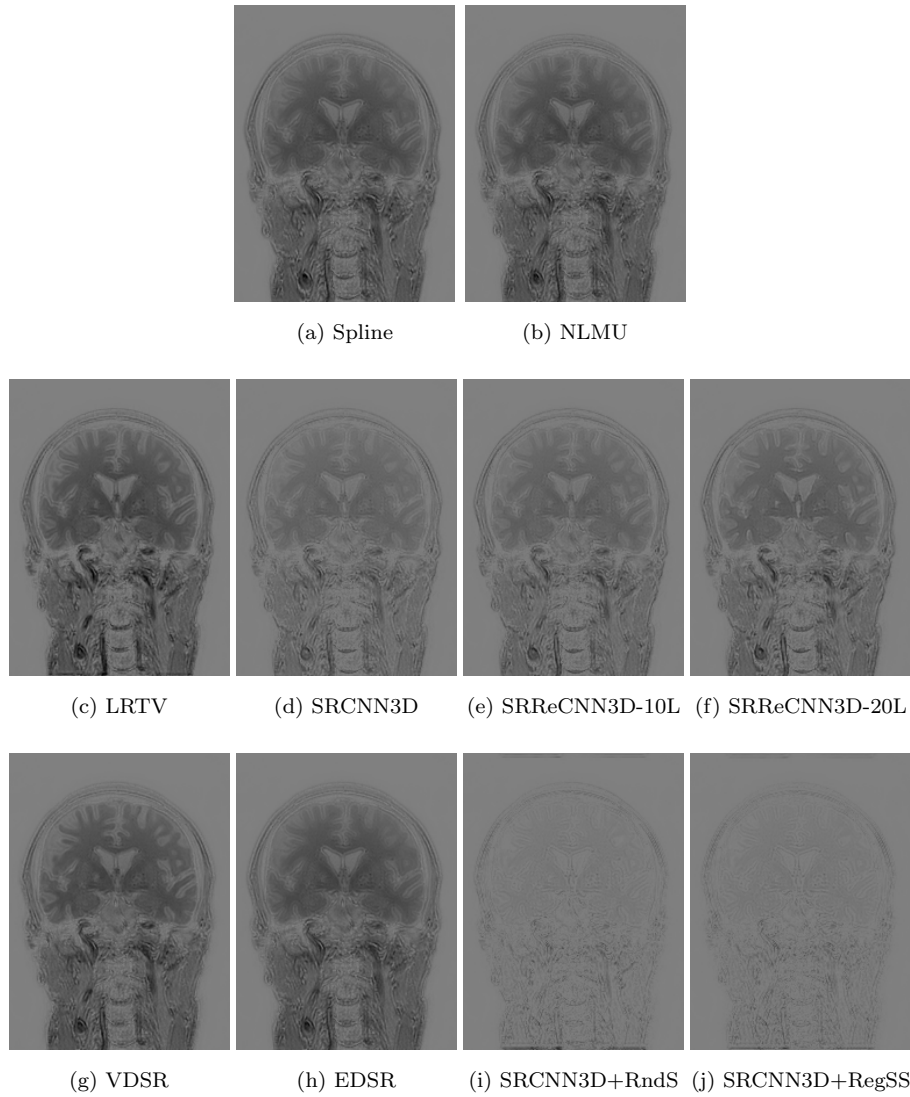 (a) Spline (b) NLMU
(c) LRTV (d) SRCNN3D (e) SRReCNN3D-10L (f) SRReCNN3D-20L
(g) VDSR (h) EDSR (i) SRCNN3D+RndS (j) SRCNN3D+RegSS